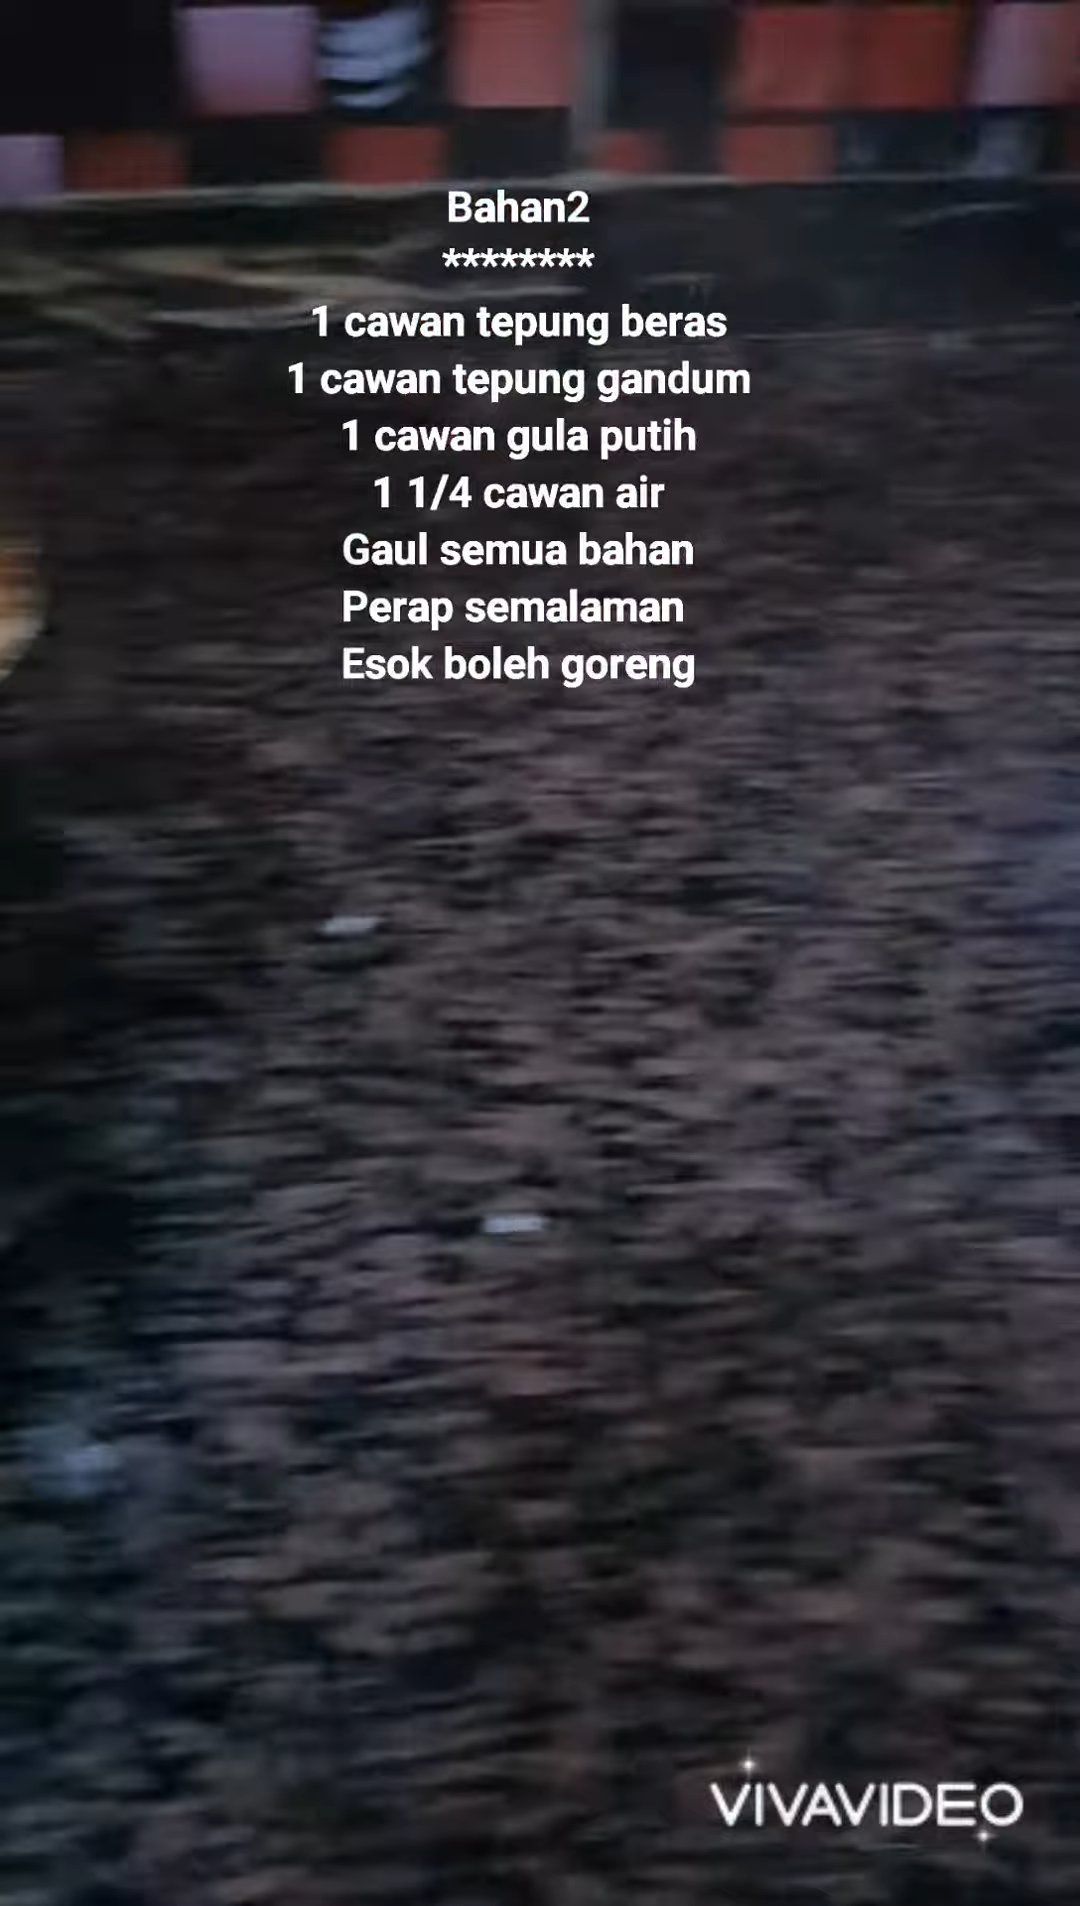 Bahan2
********
1 cawan tepung beras
1 cawan tepung gandum
1 cawan gula putih
1 1/4 cawan air
Gaul semua bahan
Perap semalaman
Esok boleh goreng
VIVAVIDEO